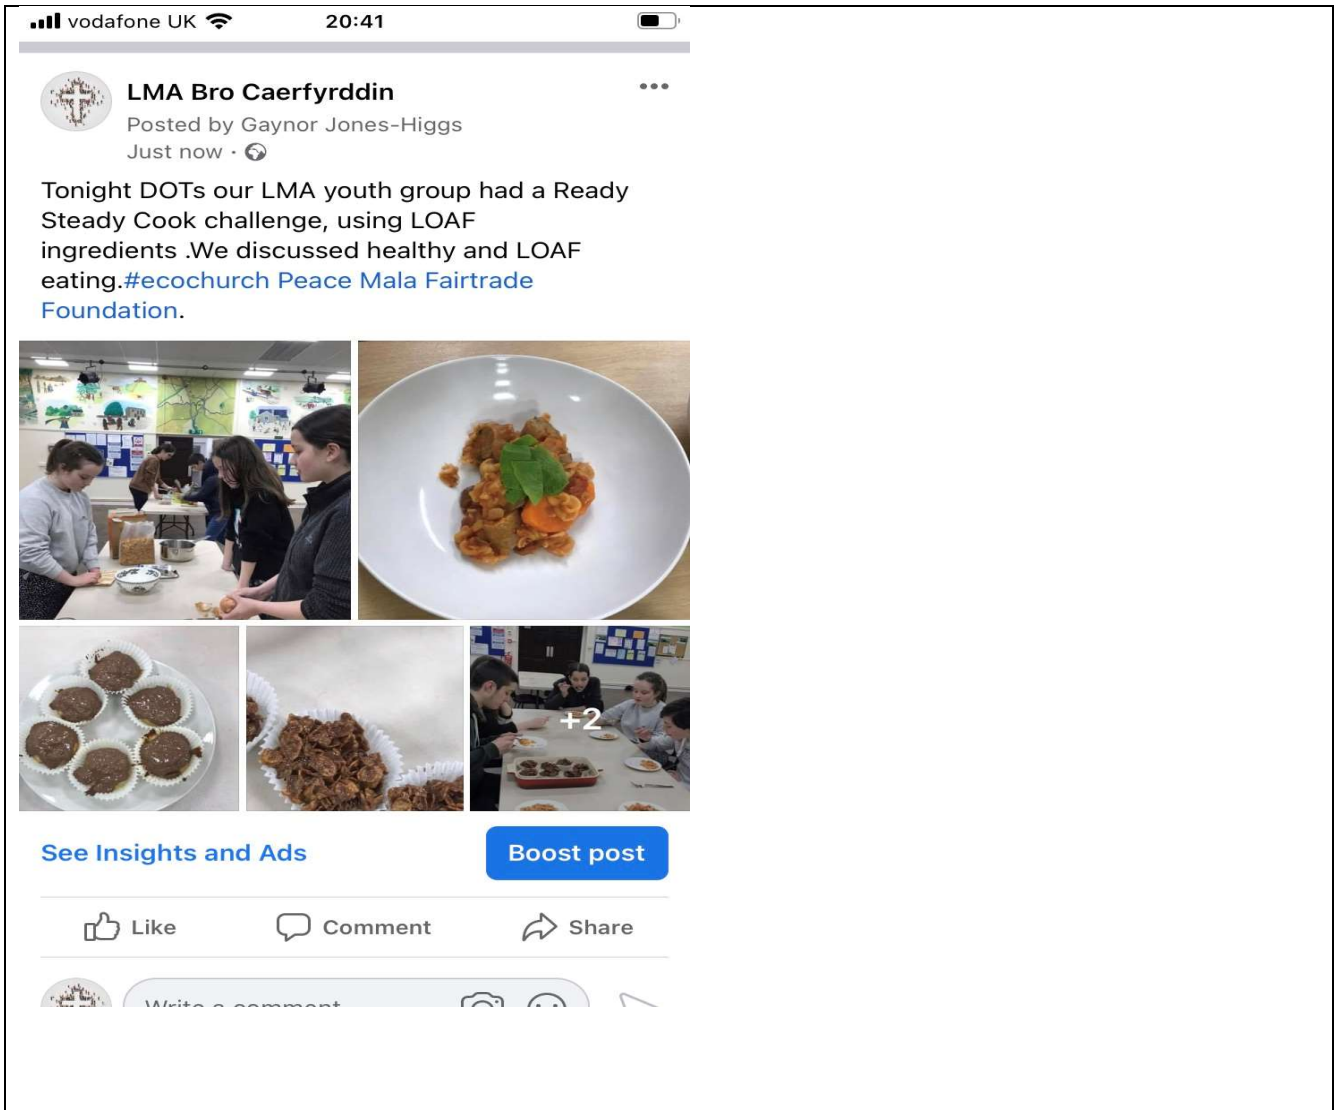 vodafone UK
20:41
LMA Bro Caerfyrddin
Posted by Gaynor Jones-Higgs
Just now ·
Tonight DOTs our LMA youth group had a Ready
Steady Cook challenge, using LOAF
ingredients .We discussed healthy and LOAF
eating.#ecochurch Peace Mala Fairtrade
Foundation.
+2
See Insights and Ads
Boost post
Like
Comment
Share
Write a comment